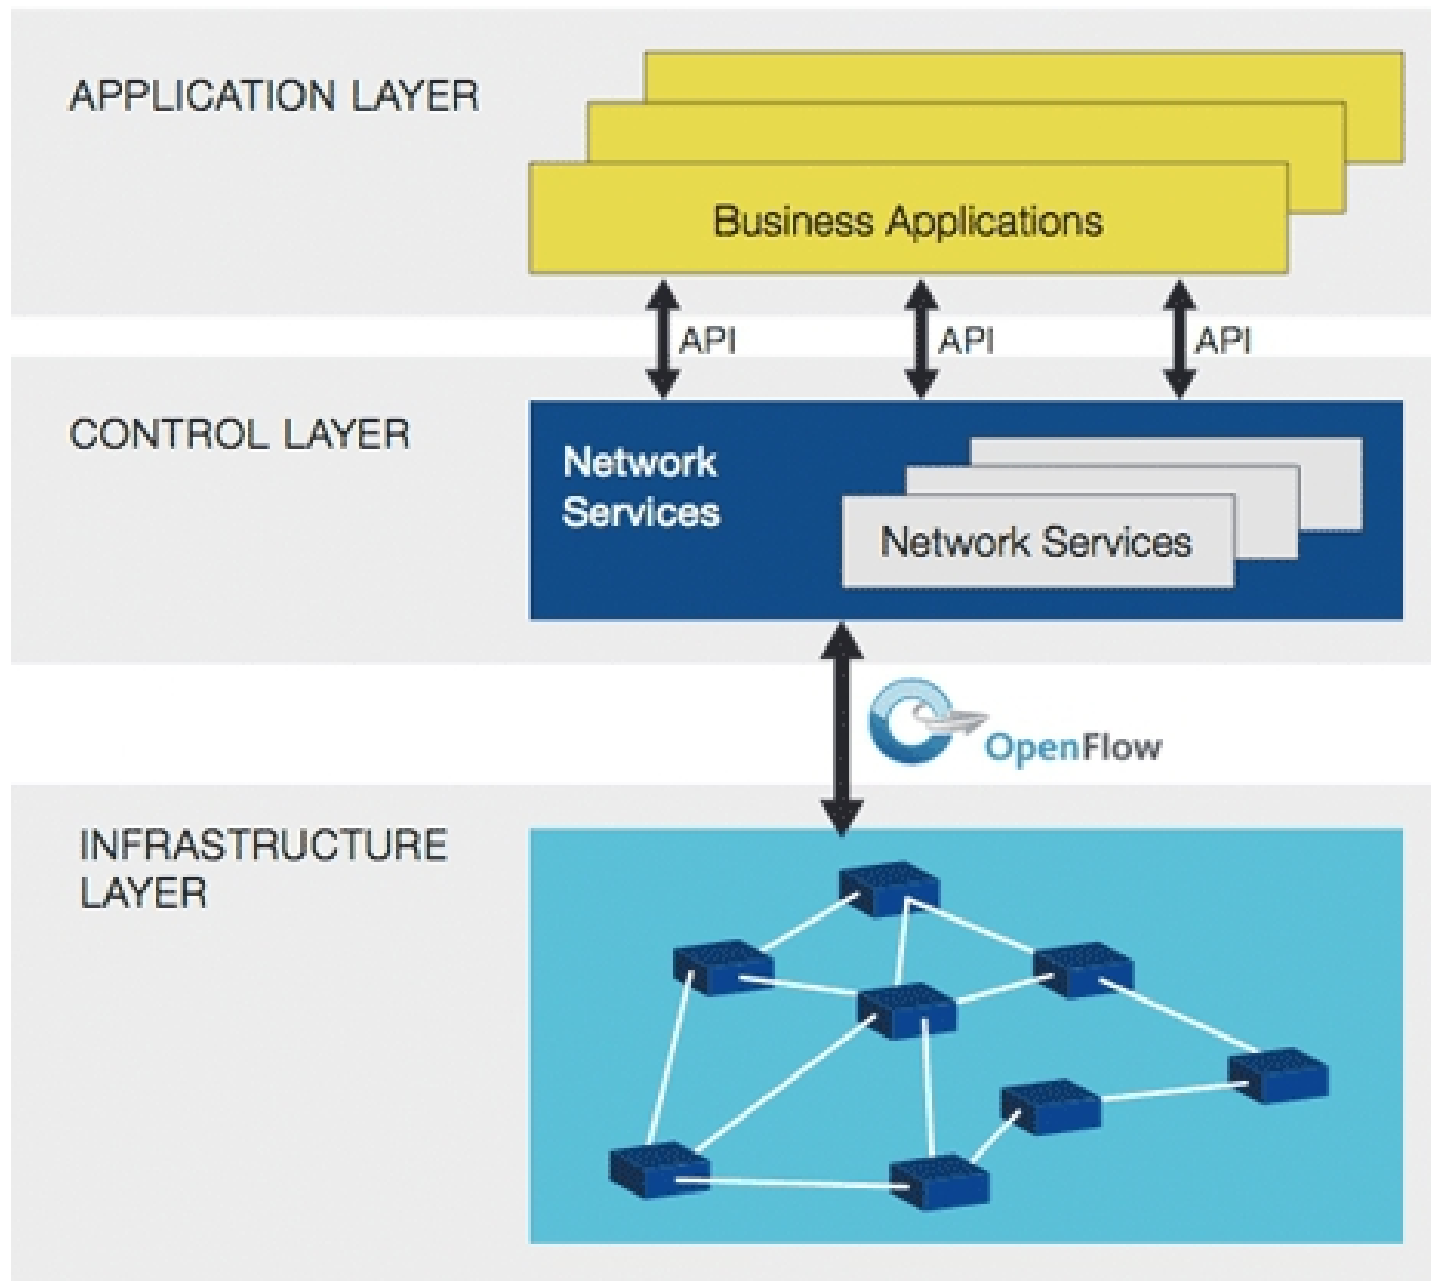 APPLICATION LAYER
Business Applications
API
API
API
CONTROL LAYER
Network
Services
Network Services
OpenFlow
INFRASTRUCTURE
LAYER